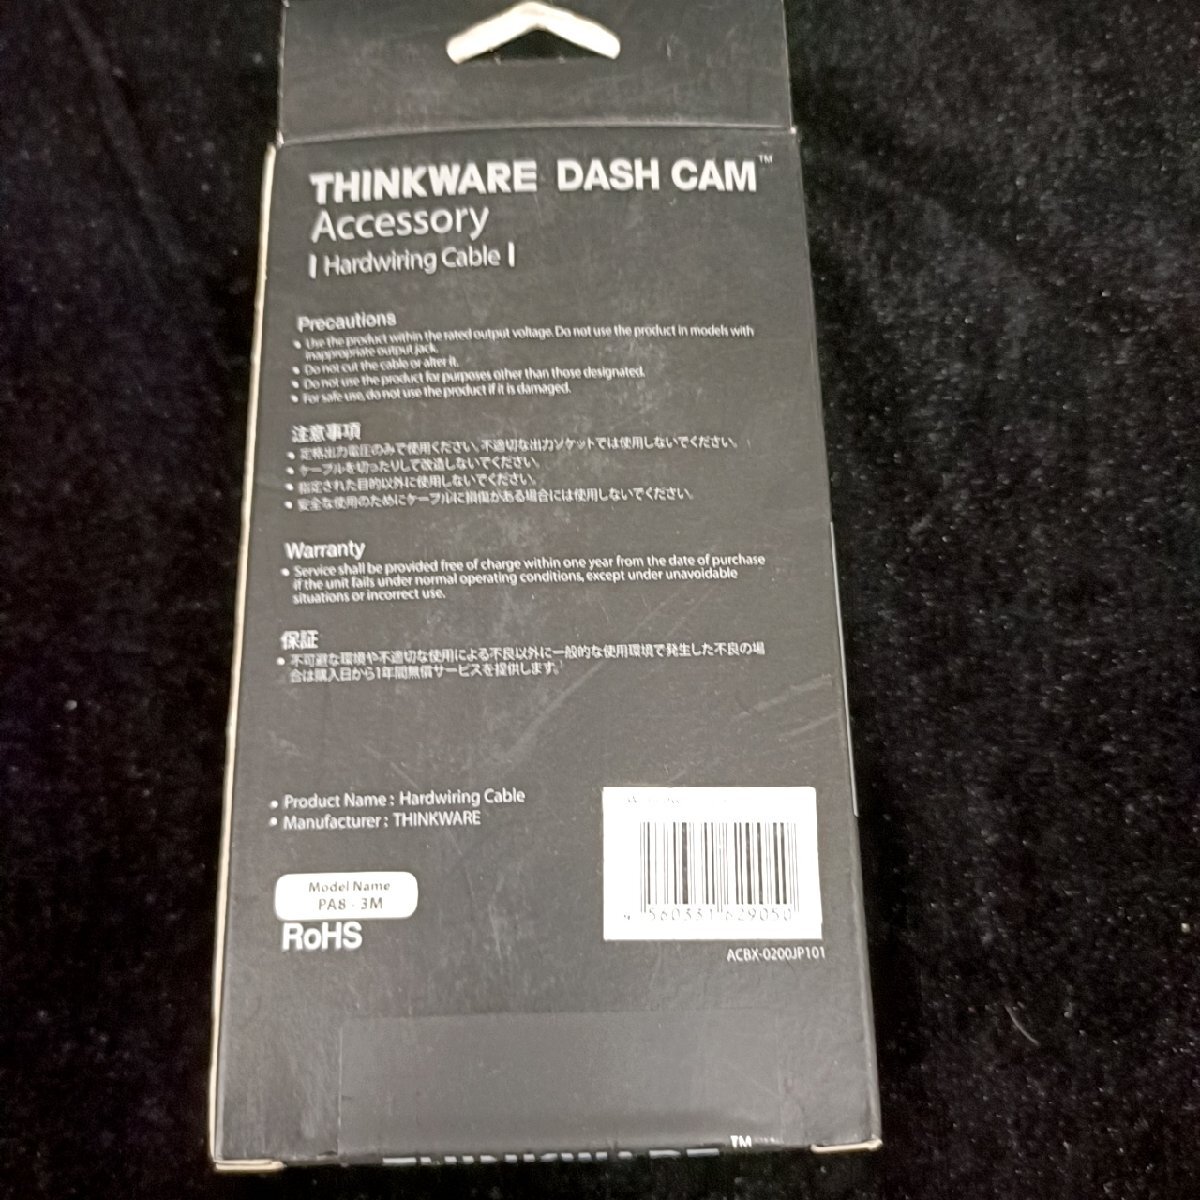 THINKWARE DASH CAM™
Accessory
| Hardwiring Cable |
Precautions
• Use the product within the rated output voltage. Do not use the product in models with
inappropriate output jack.
• Do not cut the cable or alter it.
• Do not use the product for purposes other than those designated.
• For safe use, do not use the product if it is damaged.
注意事項
• 定格出力電圧のみで使用ください。不適切な出力ソケットでは使用しないでください。
• ケーブルを切ったりして改造しないでください。
• 指定された目的以外に使用しないでください。
• 安全な使用のためにケーブルに損傷がある場合には使用しないでください。
Warranty
• Service shall be provided free of charge within one year from the date of purchase
if the unit fails under normal operating conditions, except under unavoidable
situations or incorrect use.
保証
• 不可避な環境や不適切な使用による不良以外に一般的な使用環境で発生した不良の場
合は購入日から1年間無償サービスを提供します。
• Product Name : Hardwiring Cable
• Manufacturer : THINKWARE
Model Name
PA8 - 3M
RoHS
560331 629050
ACBX-0200JP101
THINKWARE ™